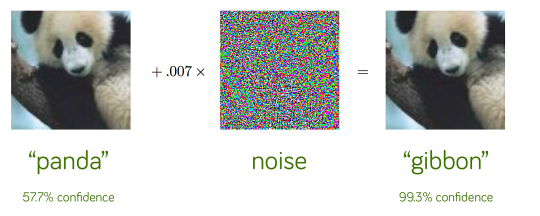 + .007 ×
=
“panda”
noise
“gibbon”
57.7% confidence
99.3% confidence